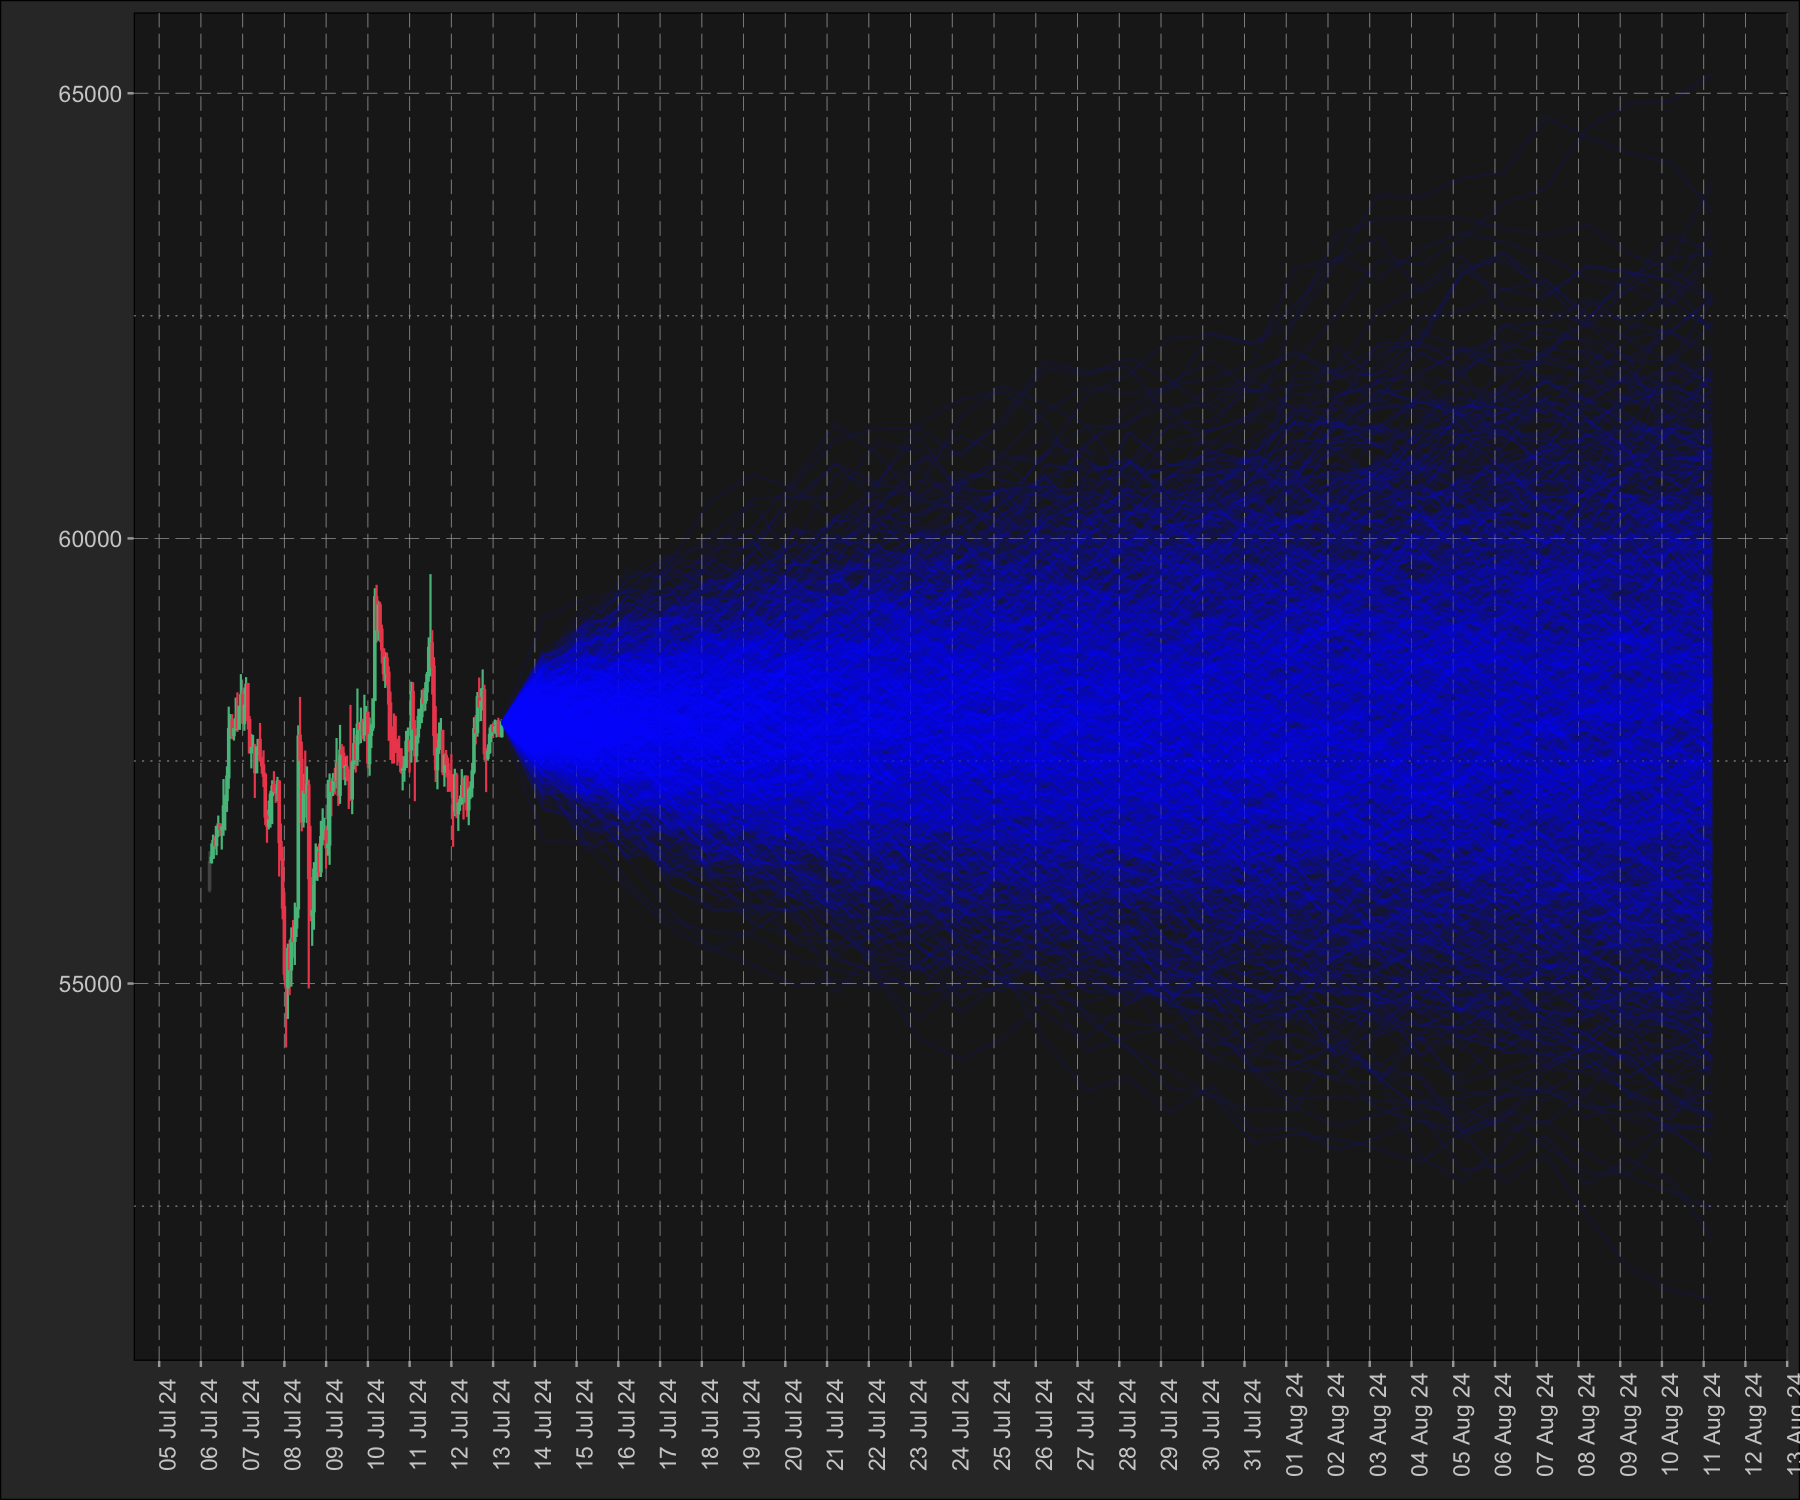 65000
60000
55000
05 Jul 24
06 Jul 24
07 Jul 24
08 Jul 24
09 Jul 24
10 Jul 24
11 Jul 24
12 Jul 24
13 Jul 24
14 Jul 24
15 Jul 24
16 Jul 24
17 Jul 24
18 Jul 24
19 Jul 24
20 Jul 24
21 Jul 24
22 Jul 24
23 Jul 24
24 Jul 24
25 Jul 24
26 Jul 24
27 Jul 24
28 Jul 24
29 Jul 24
30 Jul 24
31 Jul 24
01 Aug 24
02 Aug 24
03 Aug 24
04 Aug 24
05 Aug 24
06 Aug 24
07 Aug 24
08 Aug 24
09 Aug 24
10 Aug 24
11 Aug 24
12 Aug 24
13 Aug 24